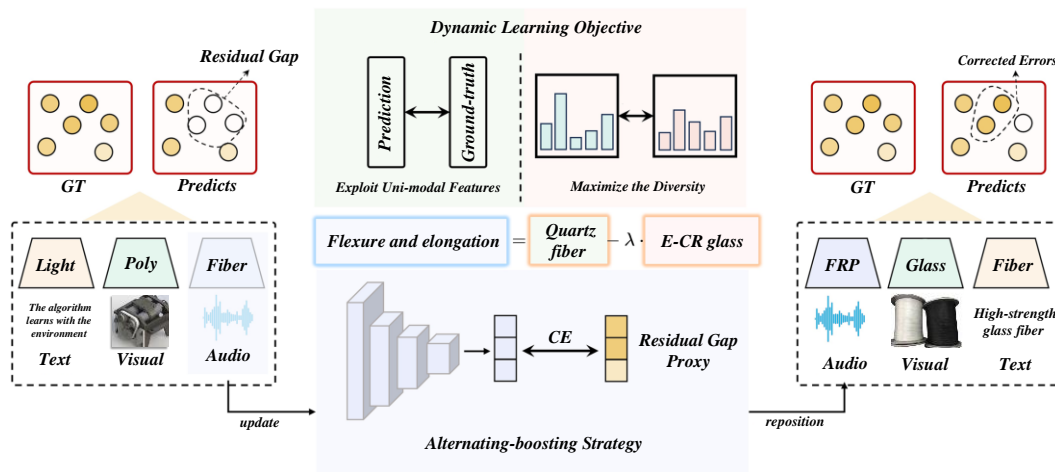 Dynamic Learning Objective
Residual Gap
GT
Predicts
Prediction
Ground-truth
Exploit Uni-modal Features
Maximize the Diversity
Corrected Errors
GT
Predicts
Flexure and elongation
=
Quartz
fiber
− λ ·
E-CR glass
Light
Poly
Fiber
The algorithm
learns with the
environment
Text
Visual
Audio
update
CE
Residual Gap
Proxy
Alternating-boosting Strategy
reposition
FRP
Glass
Fiber
High-strength
glass fiber
Audio
Visual
Text